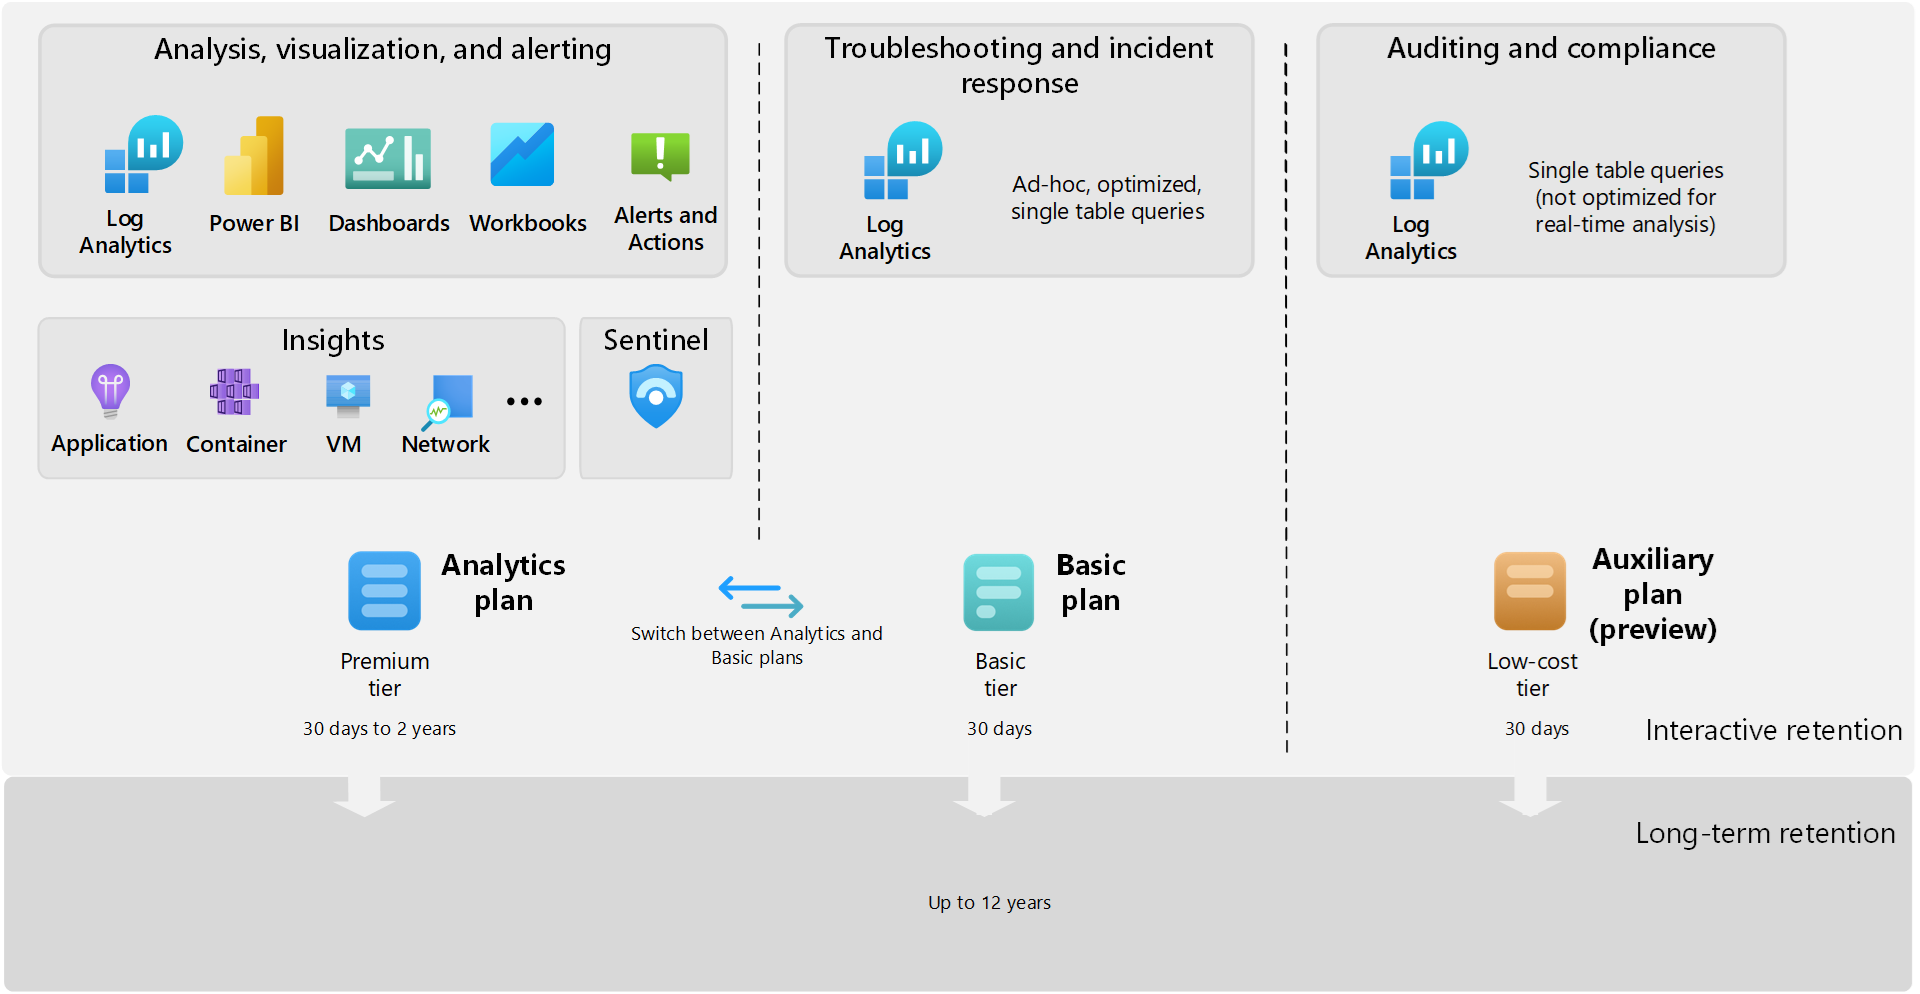 Analysis, visualization, and alerting
Log
Analytics
Power BI
Dashboards
Workbooks
Alerts and
Actions
Troubleshooting and incident
response
Log
Analytics
Ad-hoc, optimized,
single table queries
Auditing and compliance
Log
Analytics
Single table queries
(not optimized for
real-time analysis)
Insights
Application
Container
VM
Network
...
Sentinel
Analytics
plan
Premium
tier
30 days to 2 years
Switch between Analytics and
Basic plans
Basic
plan
Basic
tier
30 days
Auxiliary
plan
(preview)
Low-cost
tier
30 days
Interactive retention
Long-term retention
Up to 12 years